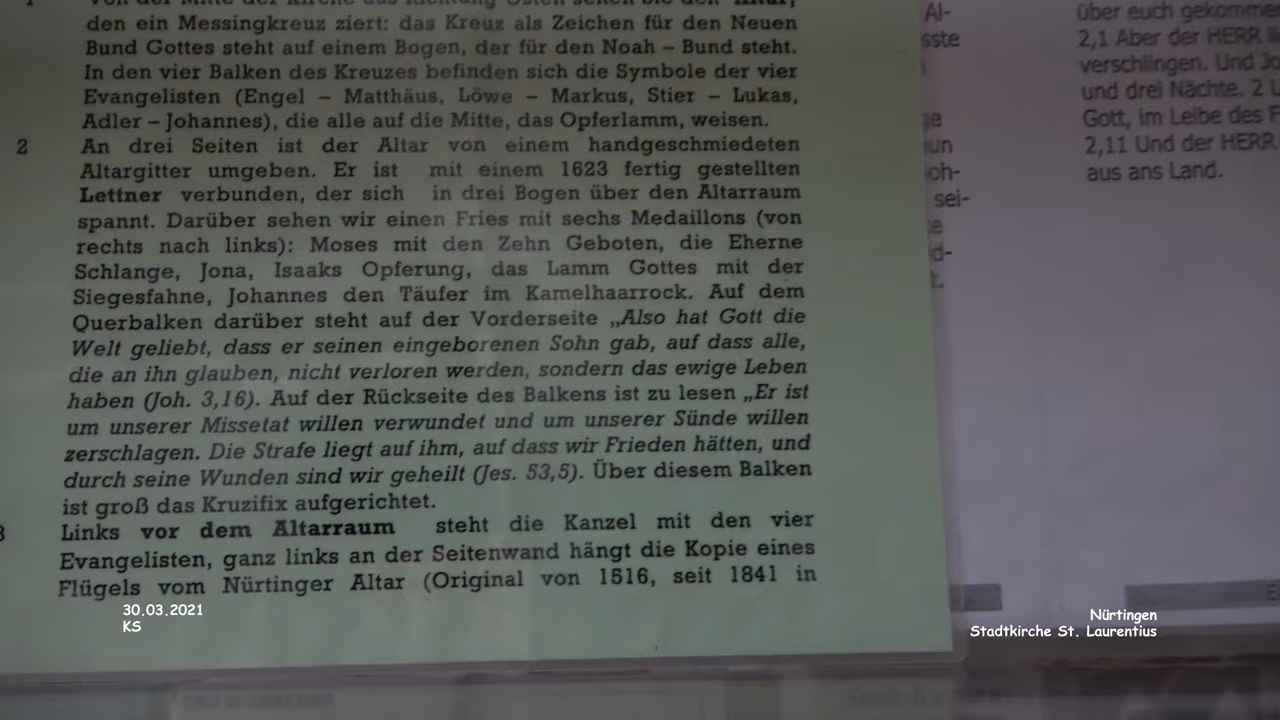 den ein Messingkreuz ziert: das Kreuz als Zeichen für den Neuen
Bund Gottes steht auf einem Bogen, der für den Noah – Bund steht.
In den vier Balken des Kreuzes befinden sich die Symbole der vier
Evangelisten (Engel – Matthäus, Löwe – Markus, Stier – Lukas,
Adler – Johannes), die alle auf die Mitte, das Opferlamm, weisen.
2 An drei Seiten ist der Altar von einem handgeschmiedeten
Altargitter umgeben. Er ist mit einem 1623 fertig gestellten
Lettner verbunden, der sich in drei Bogen über den Altarraum
spannt. Darüber sehen wir einen Fries mit sechs Medaillons (von
rechts nach links): Moses mit den Zehn Geboten, die Eherne
Schlange, Jona, Isaaks Opferung, das Lamm Gottes mit der
Siegesfahne, Johannes den Täufer im Kamelhaarrock. Auf dem
Querbalken darüber steht auf der Vorderseite „Also hat Gott die
Welt geliebt, dass er seinen eingeborenen Sohn gab, auf dass alle,
die an ihn glauben, nicht verloren werden, sondern das ewige Leben
haben (Joh. 3,16). Auf der Rückseite des Balkens ist zu lesen „Er ist
um unserer Missetat willen verwundet und um unserer Sünde willen
zerschlagen. Die Strafe liegt auf ihm, auf dass wir Frieden hätten, und
durch seine Wunden sind wir geheilt (Jes. 53,5). Über diesem Balken
ist groß das Kruzifix aufgerichtet.
Links vor dem Altarraum steht die Kanzel mit den vier
Evangelisten, ganz links an der Seitenwand hängt die Kopie eines
Flügels vom Nürtinger Altar (Original von 1516, seit 1841 in
über euch
2,1 Aber der HERR
verschlingen. Und
und drei Nächte. 2
Gott, im Leibe des
2,11 Und der HERR
aus ans Land.
30.03.2021
KS
Nürtingen
Stadtkirche St. Laurentius